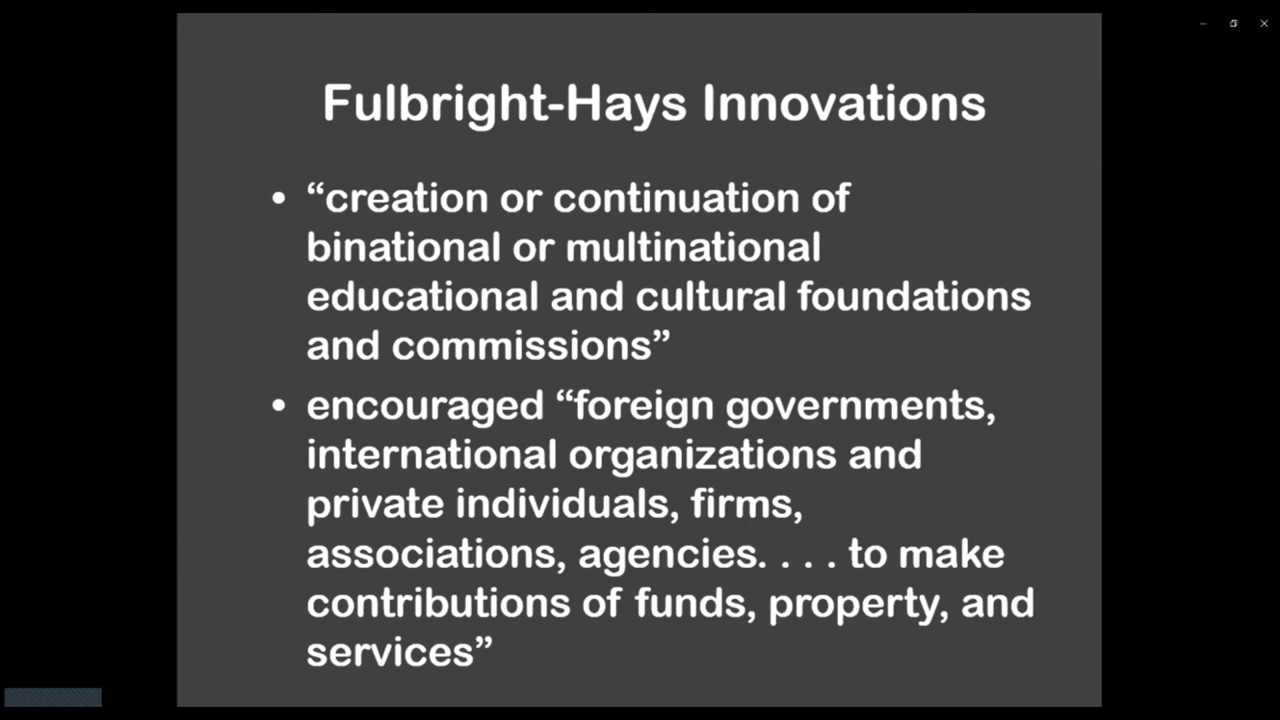 Fulbright-Hays Innovations
• “creation or continuation of
binational or multinational
educational and cultural foundations
and commissions”
• encouraged “foreign governments,
international organizations and
private individuals, firms,
associations, agencies. . . . to make
contributions of funds, property, and
services”